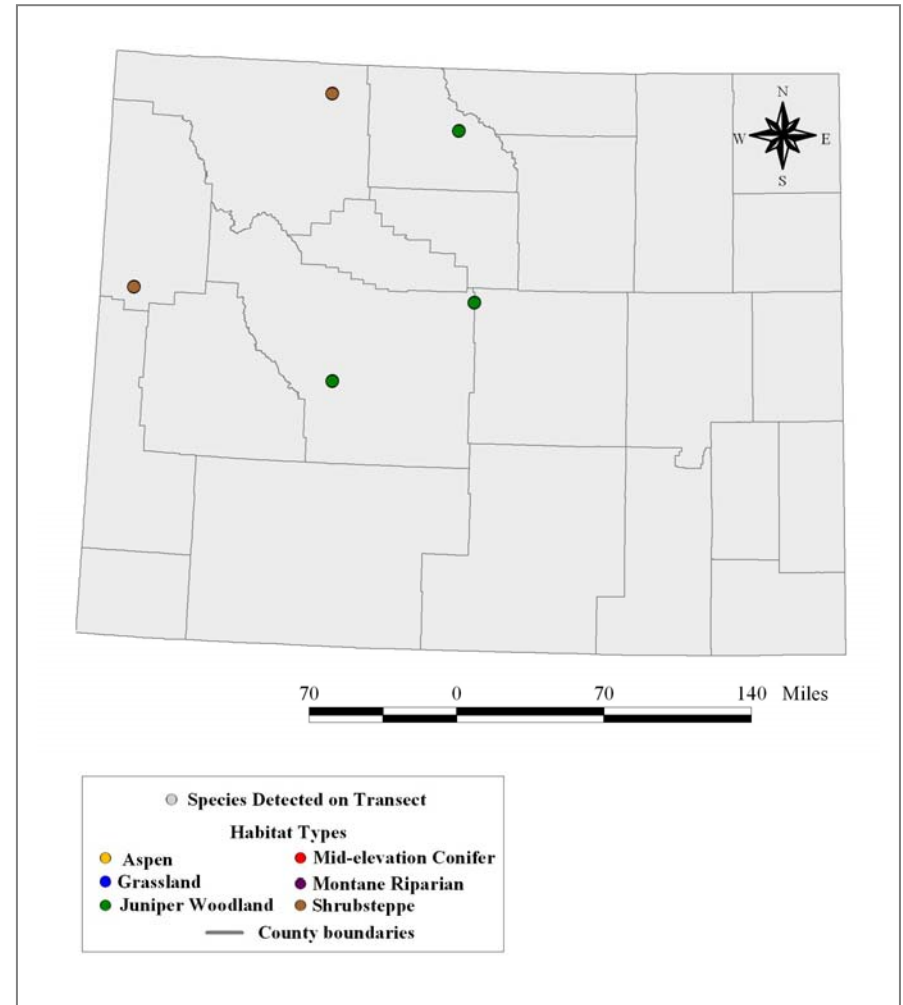 N
W E
S
70 0 70 140 Miles
Species Detected on Transect
Habitat Types
Aspen Mid-elevation Conifer
Grassland Montane Riparian
Juniper Woodland Shrubsteppe
County boundaries